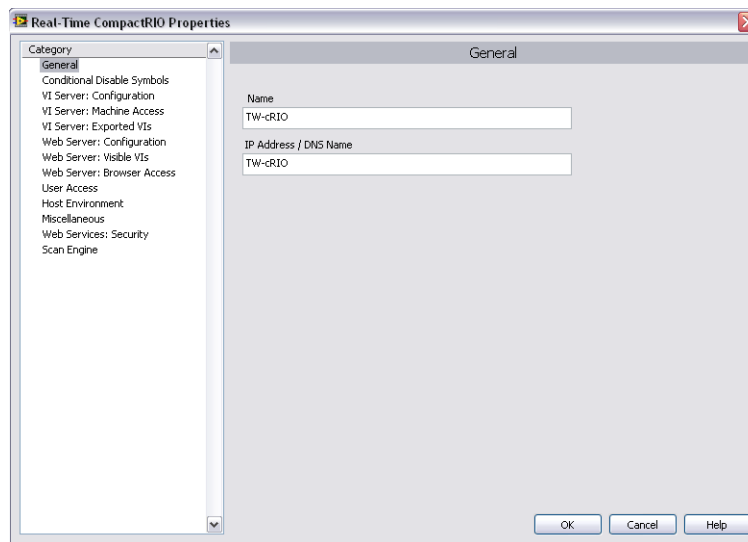 Real-Time CompactRIO Properties
Category
General
Conditional Disable Symbols
VI Server: Configuration
VI Server: Machine Access
VI Server: Exported VIs
Web Server: Configuration
Web Server: Visible VIs
Web Server: Browser Access
User Access
Host Environment
Miscellaneous
Web Services: Security
Scan Engine
General
Name
TW-cRIO
IP Address / DNS Name
TW-cRIO
OK
Cancel
Help